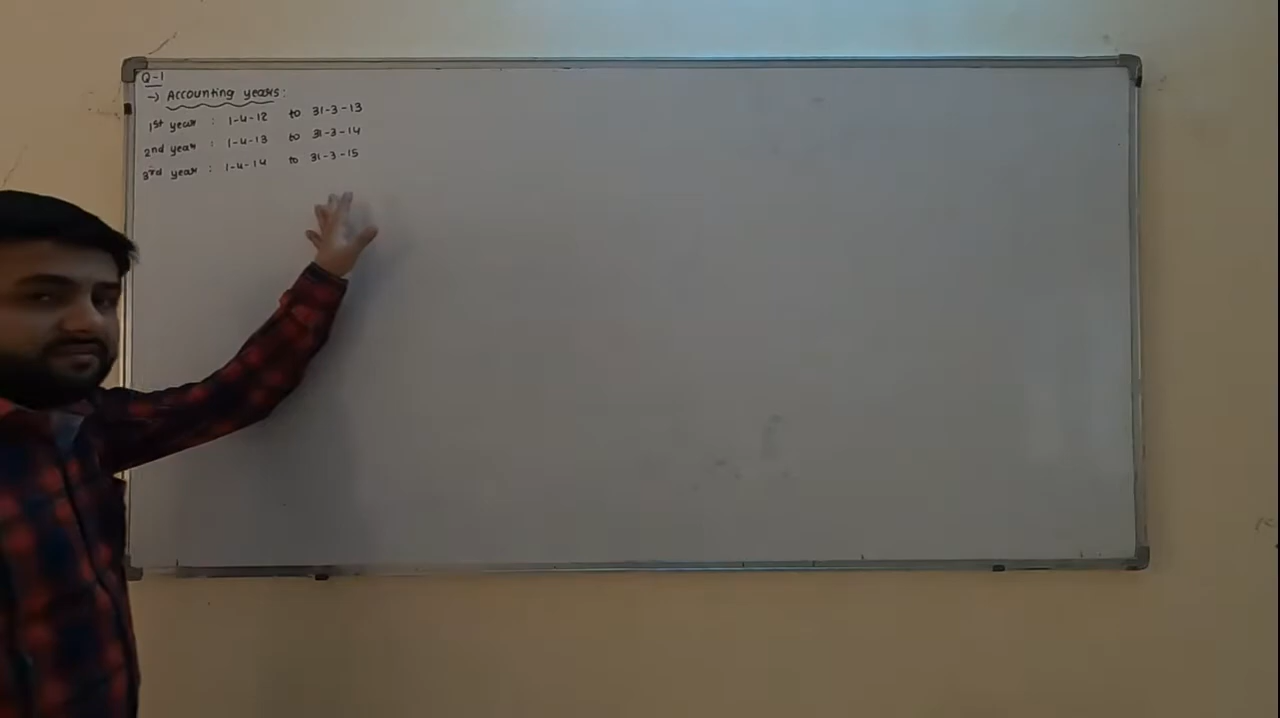 Q-1
→ Accounting years:
1st year : 1-4-12 to 31-3-13
2nd year : 1-4-13 to 31-3-14
3rd year : 1-4-14 to 31-3-15